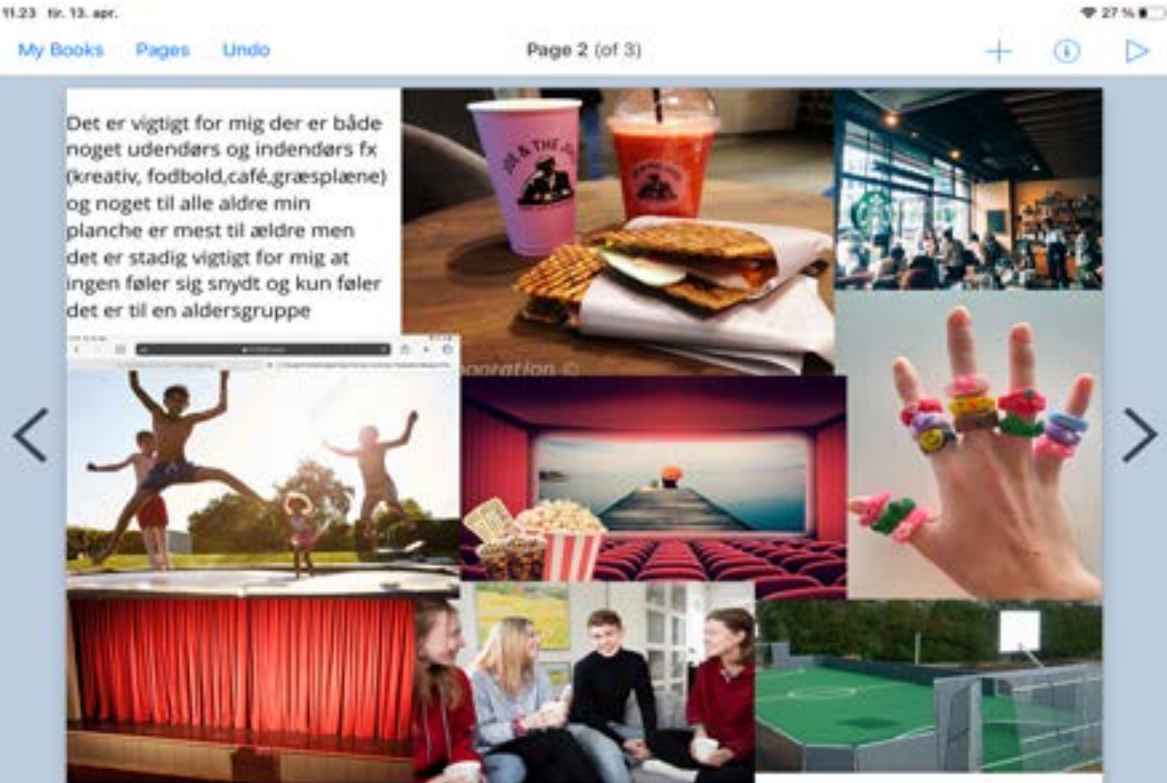 11.23 tir. 13. apr.
27 %
My Books Pages Undo
Page 2 (of 3)
Det er vigtigt for mig der er både
noget udendørs og indendørs fx
(kreativ, fodbold,café,græsplæne)
og noget til alle aldre min
planche er mest til ældre men
det er stadig vigtigt for mig at
ingen føler sig snydt og kun føler
det er til en aldersgruppe
JOE & THE